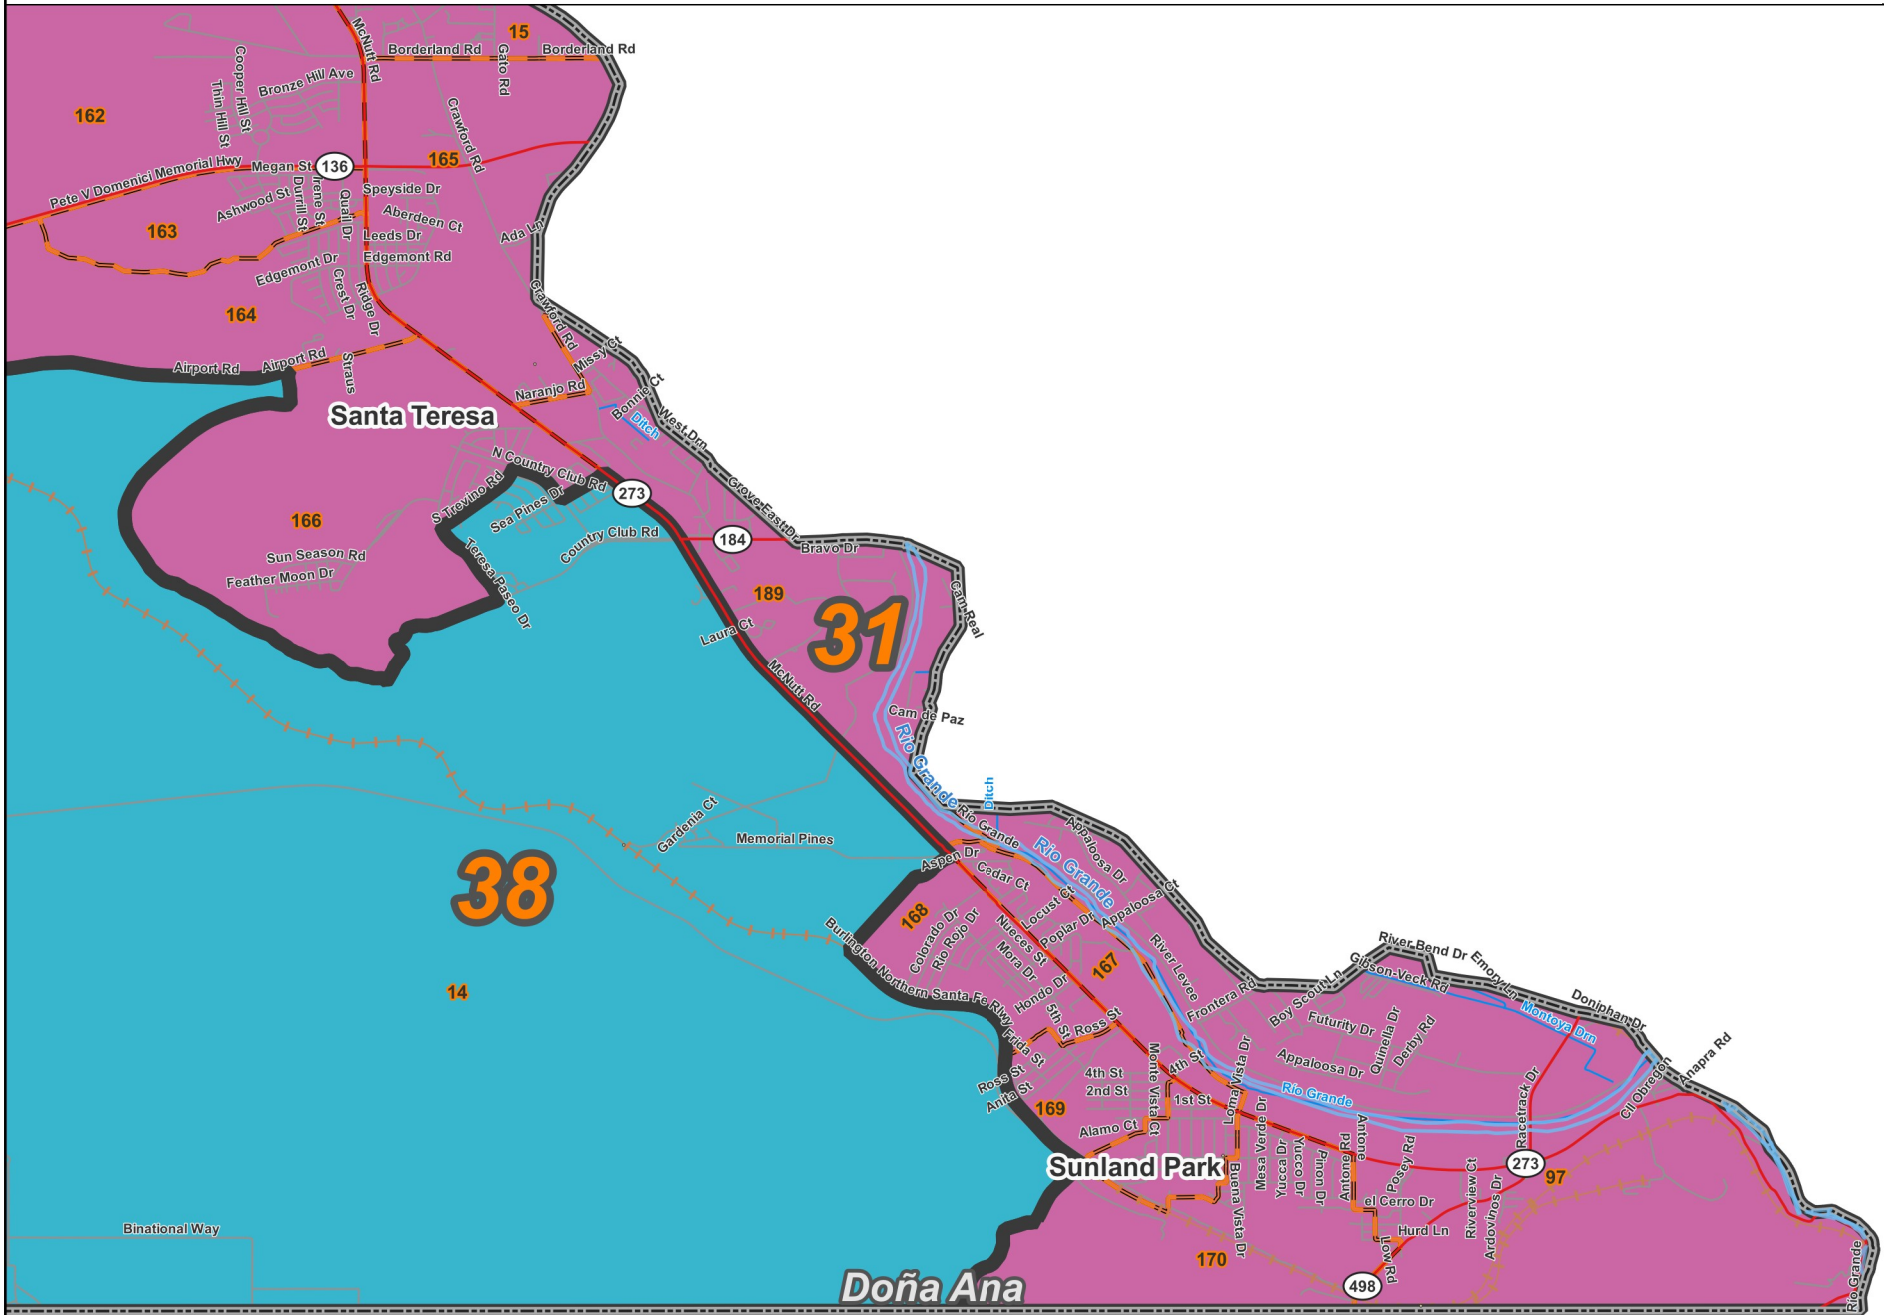 15
McNutt Rd
Borderland Rd
Gato Rd
Borderland Rd
Cooper Hill St
Bronze Hill Ave
Thin Hill St
162
Crawford Rd
165
Pete V Domenici Memorial Hwy
Megan St
136
Ashwood St
Durrill St
Irene St
Quail Dr
Speyside Dr
Aberdeen Ct
163
Leeds Dr
Ada Ln
Edgemont Dr
Edgemont Rd
Crest Dr
Ridge Dr
Crawford Rd
164
Missy Ct
Airport Rd
Airport Rd
Straus
Naranjo Rd
Bonnie Ct
Santa Teresa
Ditch
West Drn
N Country Club Rd
S Trevino Rd
Sea Pines Dr
273
Grove East Dr
166
Country Club Rd
184
Bravo Dr
Sun Season Rd
Feather Moon Dr
Teresa Paseo Dr
189
Cam Real
Laura Ct
31
McNutt Rd
Cam de Paz
Rio Grande
Ditch
Gardenia Ct
Memorial Pines
Rio Grande
Appaloosa Dr
Aspen Dr
Cedar Ct
Rio Grande
38
168
Locust Ct
Appaloosa Ct
Colorado Dr
Rio Rojo Dr
Nueces St
Poplar Dr
Burlington Northern Santa Fe Rlwy
Mora Dr
167
River Levee
River Bend Dr
Gibson-Veck Rd
Emory Ln
14
Hondo Dr
Frontera Rd
Boy Scout Ln
Doniphan Dr
5th St
Ross St
Futurity Dr
Quinella Dr
Derby Rd
Montoya Drn
Frida St
Ross St
Anita St
4th St
2nd St
Monte Vista Ct
4th St
Loma Vista Dr
Appaloosa Dr
Anapra Rd
Rio Grande
Racetrack Dr
Cll Obregon
169
1st St
Alamo Ct
Mesa Verde Dr
Antone
Sunland Park
Buena Vista Dr
Yucca Dr
Yucco Dr
Pinon Dr
Antone Rd
Posey Rd
273
97
el Cerro Dr
Riverview Ct
Ardovinos Dr
Binational Way
Hurd Ln
170
Low Rd
498
Rio Grande
Doña Ana